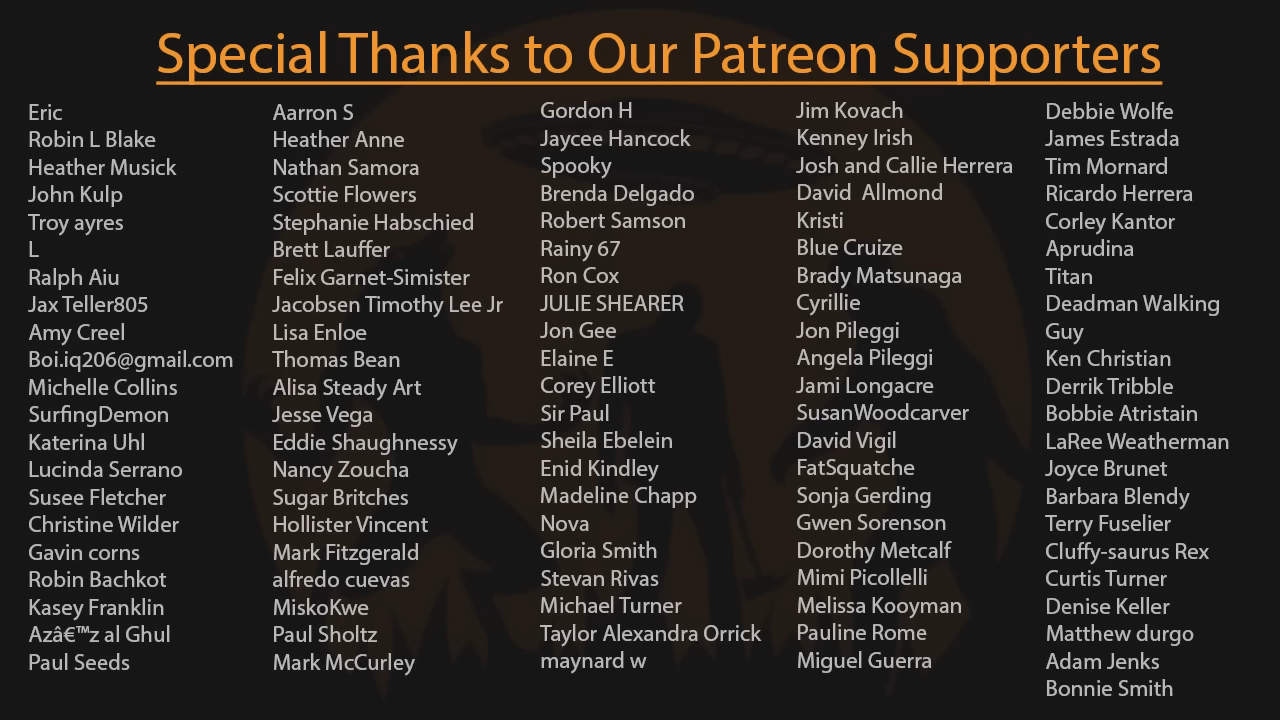 Special Thanks to Our Patreon Supporters
Eric
Robin L Blake
Heather Musick
John Kulp
Troy ayres
L
Ralph Aiu
Jax Teller805
Amy Creel
Boi.iq206@gmail.com
Michelle Collins
SurfingDemon
Katerina Uhl
Lucinda Serrano
Susee Fletcher
Christine Wilder
Gavin corns
Robin Bachkot
Kasey Franklin
Azâ€™z al Ghul
Paul Seeds
Aarron S
Heather Anne
Nathan Samora
Scottie Flowers
Stephanie Habschied
Brett Lauffer
Felix Garnet-Simister
Jacobsen Timothy Lee Jr
Lisa Enloe
Thomas Bean
Alisa Steady Art
Jesse Vega
Eddie Shaughnessy
Nancy Zoucha
Sugar Britches
Hollister Vincent
Mark Fitzgerald
alfredo cuevas
MiskoKwe
Paul Sholtz
Mark McCurley
Gordon H
Jaycee Hancock
Spooky
Brenda Delgado
Robert Samson
Rainy 67
Ron Cox
JULIE SHEARER
Jon Gee
Elaine E
Corey Elliott
Sir Paul
Sheila Ebelein
Enid Kindley
Madeline Chapp
Nova
Gloria Smith
Stevan Rivas
Michael Turner
Taylor Alexandra Orrick
maynard w
Jim Kovach
Kenney Irish
Josh and Callie Herrera
David  Allmond
Kristi
Blue Cruize
Brady Matsunaga
Cyrillie
Jon Pileggi
Angela Pileggi
Jami Longacre
SusanWoodcarver
David Vigil
FatSquatche
Sonja Gerding
Gwen Sorenson
Dorothy Metcalf
Mimi Picollelli
Melissa Kooyman
Pauline Rome
Miguel Guerra
Debbie Wolfe
James Estrada
Tim Mornard
Ricardo Herrera
Corley Kantor
Aprudina
Titan
Deadman Walking
Guy
Ken Christian
Derrik Tribble
Bobbie Atristain
LaRee Weatherman
Joyce Brunet
Barbara Blendy
Terry Fuselier
Cluffy-saurus Rex
Curtis Turner
Denise Keller
Matthew durgo
Adam Jenks
Bonnie Smith